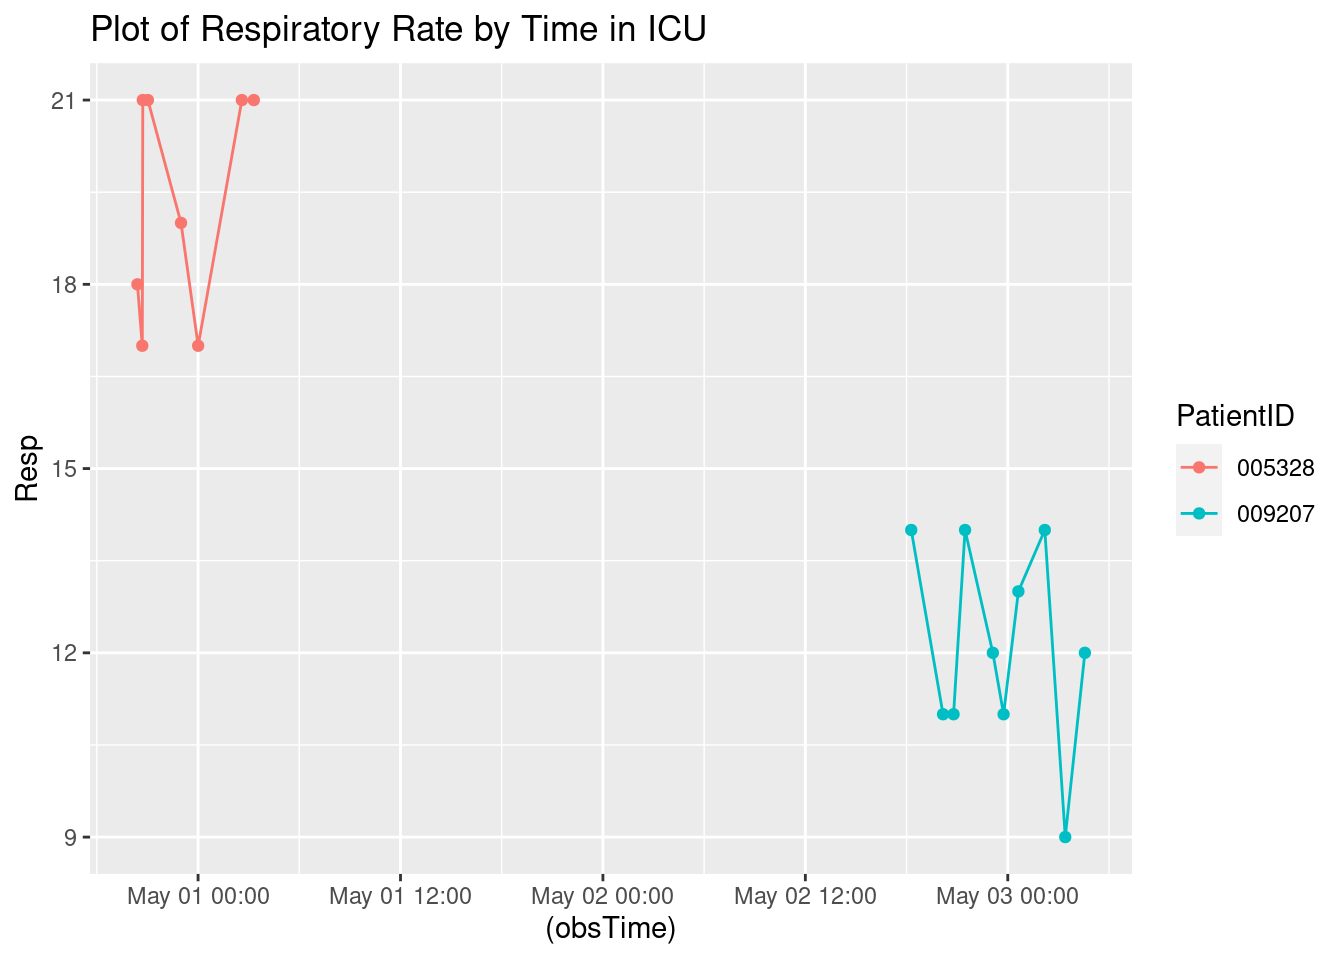 Plot of Respiratory Rate by Time in ICU
21
18
15
12
9
Resp
May 01 00:00
May 01 12:00
May 02 00:00
May 02 12:00
May 03 00:00
(obsTime)
PatientID
005328
009207